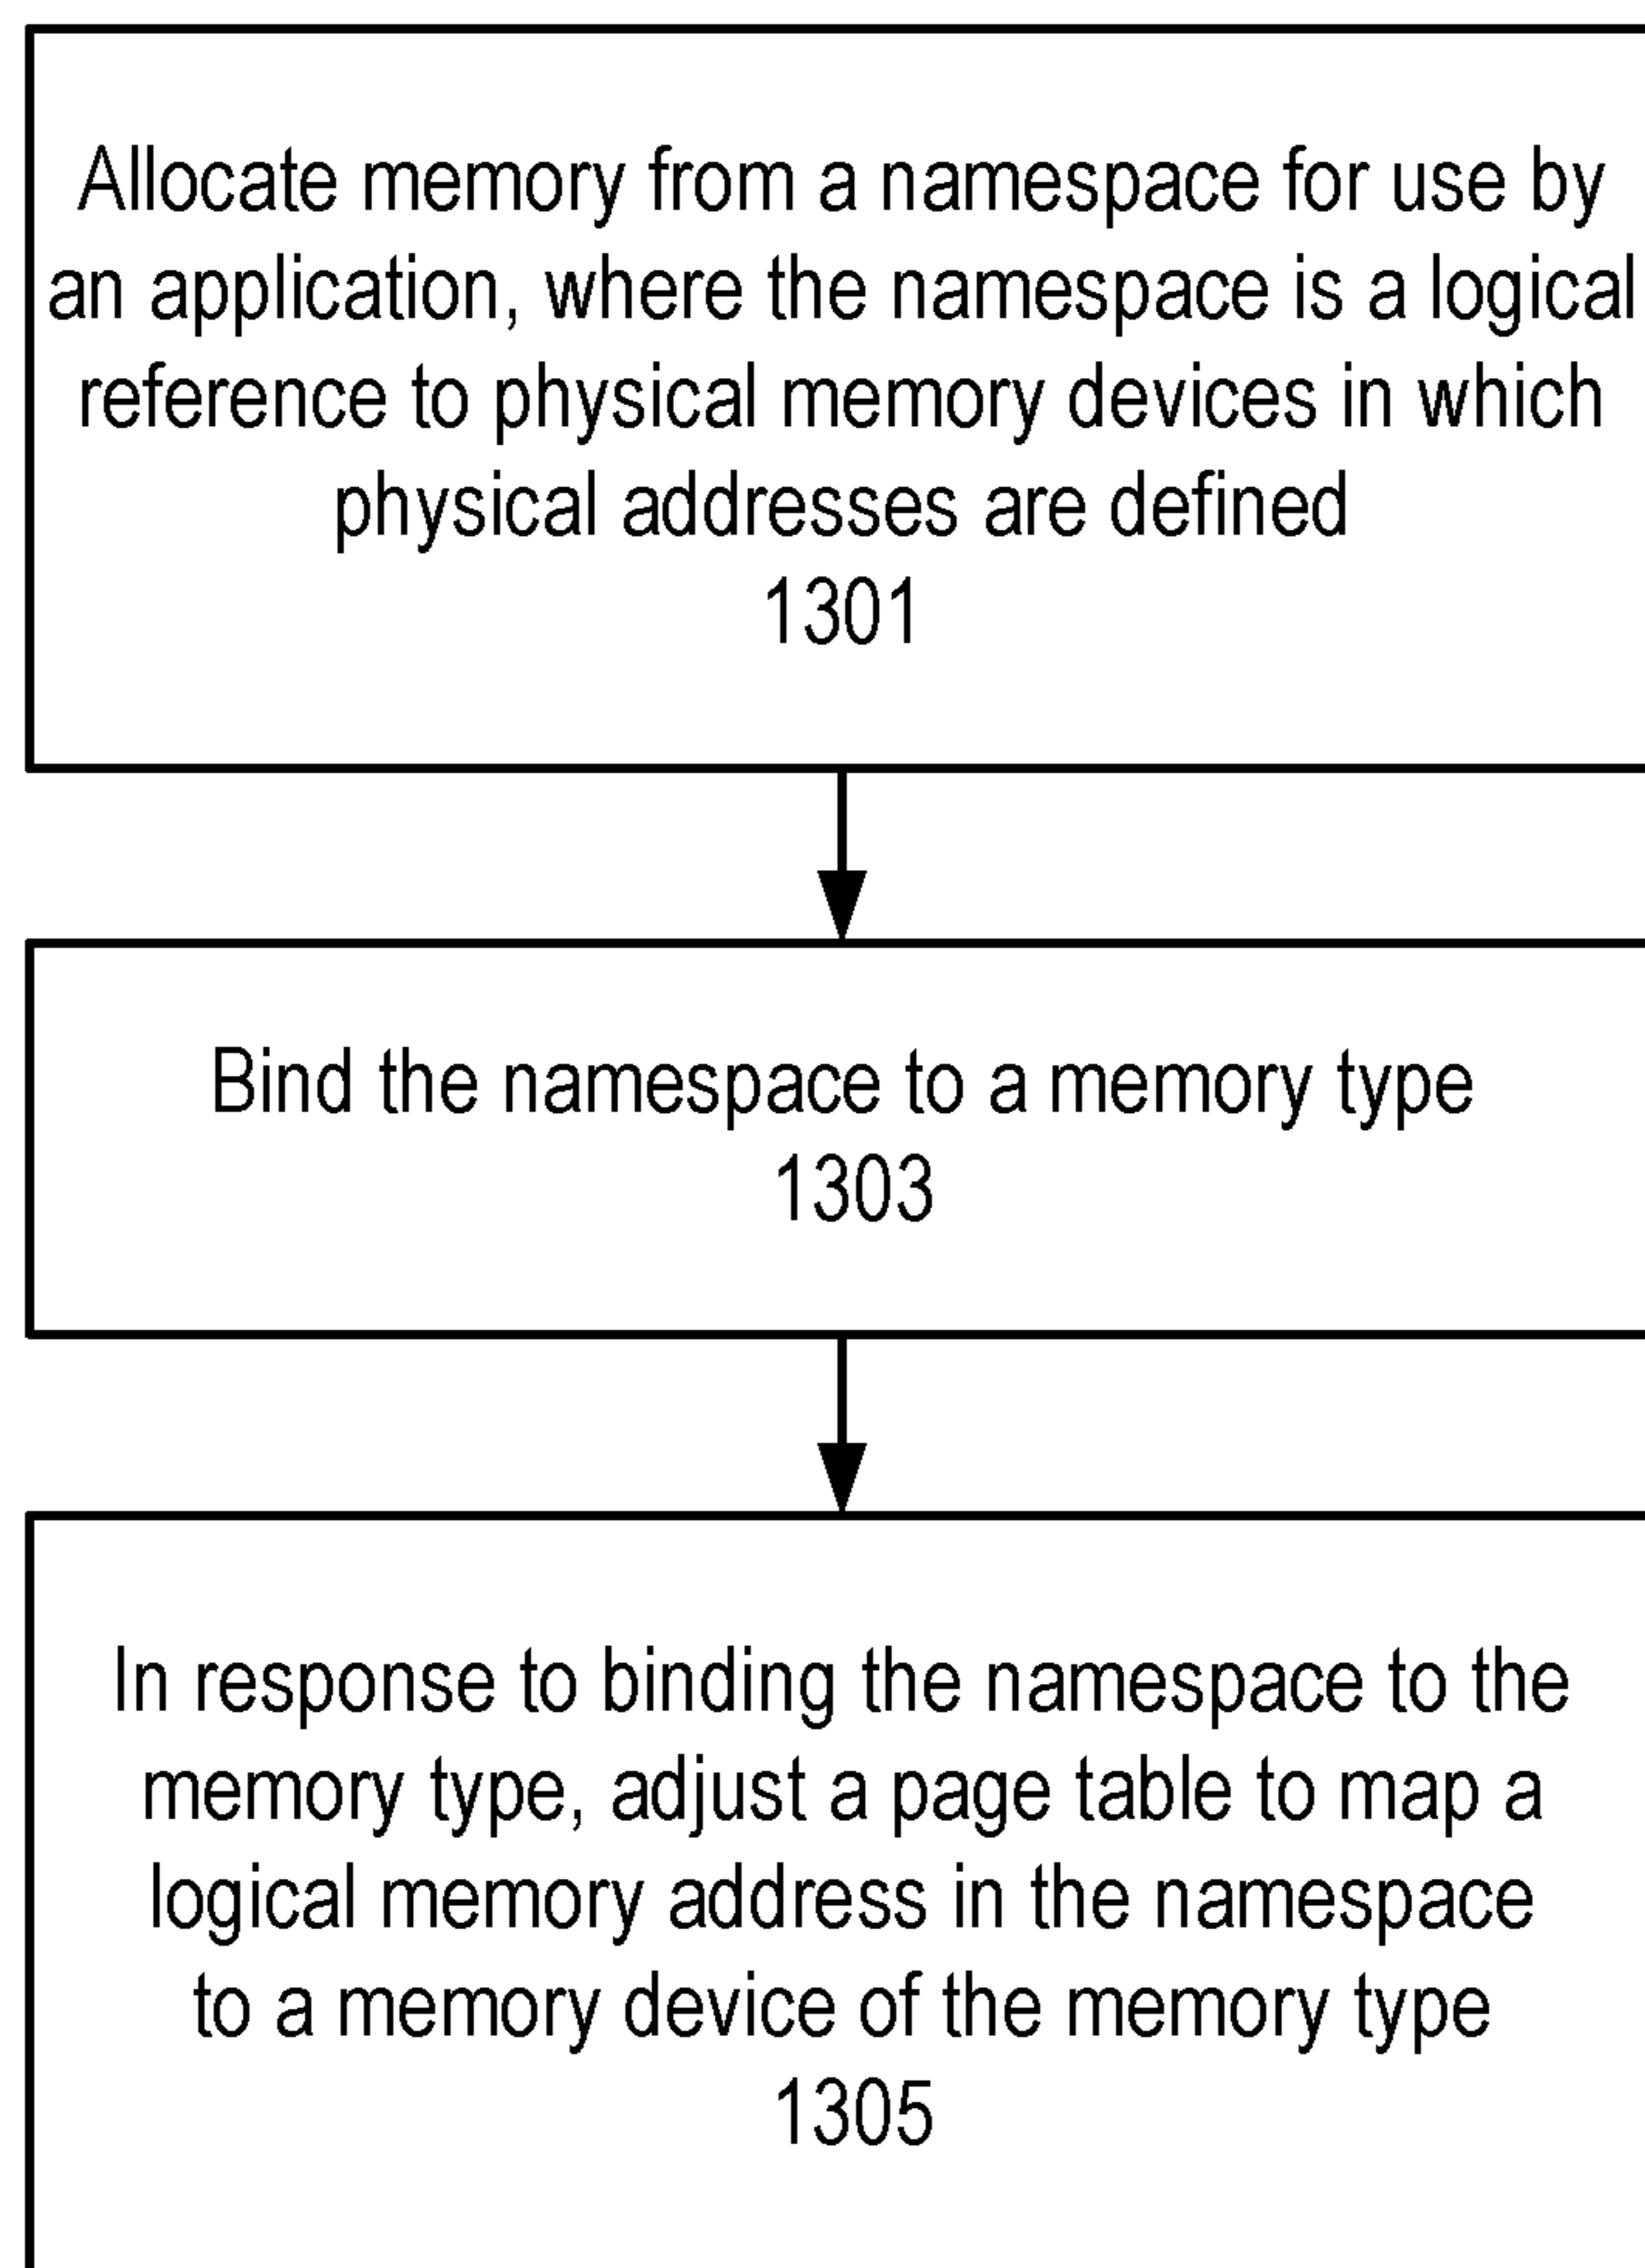 Allocate memory from a namespace for use by
an application, where the namespace is a logical
reference to physical memory devices in which
physical addresses are defined
1301
Bind the namespace to a memory type
1303
In response to binding the namespace to the
memory type, adjust a page table to map a
logical memory address in the namespace
to a memory device of the memory type
1305